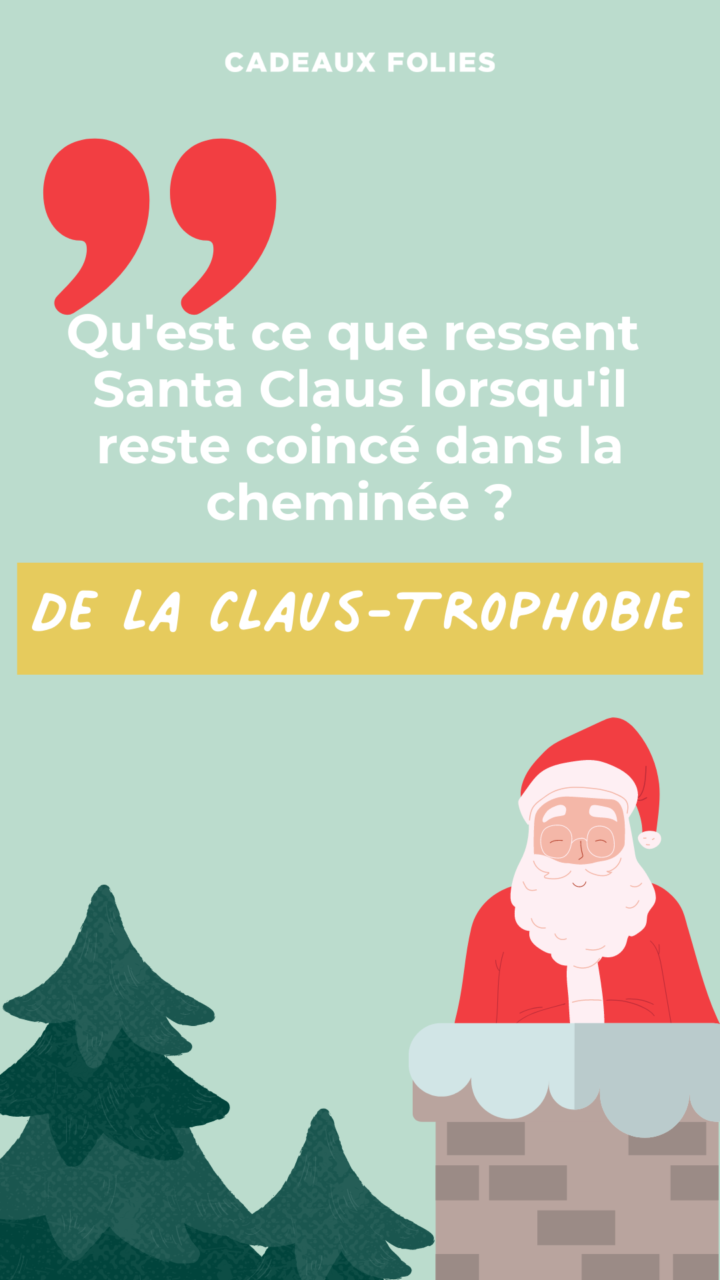 CADEAUX FOLIES
Qu'est ce que ressent
Santa Claus lorsqu'il
reste coincé dans la
cheminée ?
DE LA CLAUS-TROPHOBIE